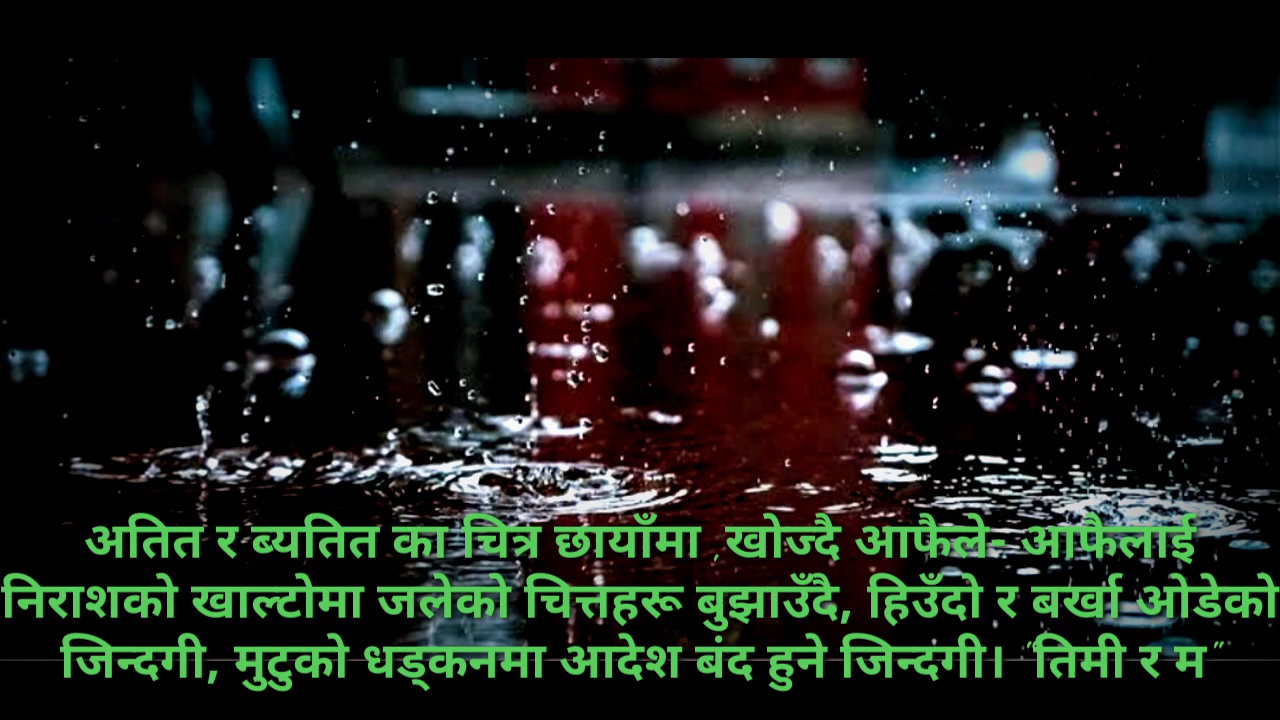 अतित र ब्यतित का चित्र छायाँमा ,खोज्दै आफैले- आफैलाई
निराशको खाल्टोमा जलेको चित्तहरू बुझाउँदै, हिउँदो र बर्खा ओडेको
जिन्दगी, मुटुको धड्कनमा आदेश बंद हुने जिन्दगी। "तिमी र म"